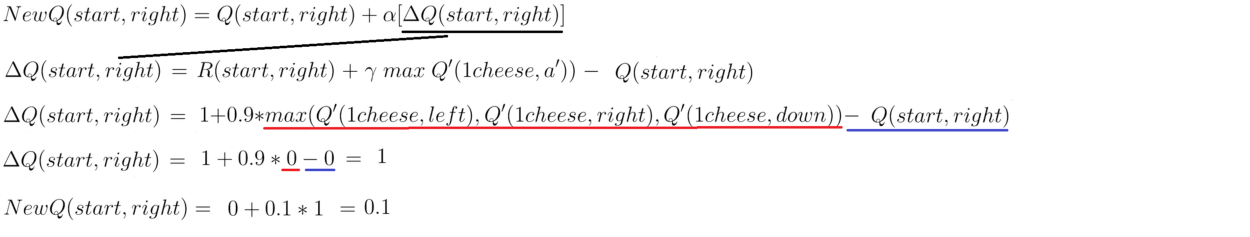 NewQ(start, right) = Q(start, right) + α[ΔQ(start, right)]
ΔQ(start, right) = R(start, right) + γ max Q′(1cheese, a′)) − Q(start, right)
ΔQ(start, right) = 1+0.9*max(Q′(1cheese, left), Q′(1cheese, right), Q′(1cheese, down))− Q(start, right)
ΔQ(start, right) = 1 + 0.9 * 0 − 0 = 1
NewQ(start, right) = 0 + 0.1 * 1 = 0.1